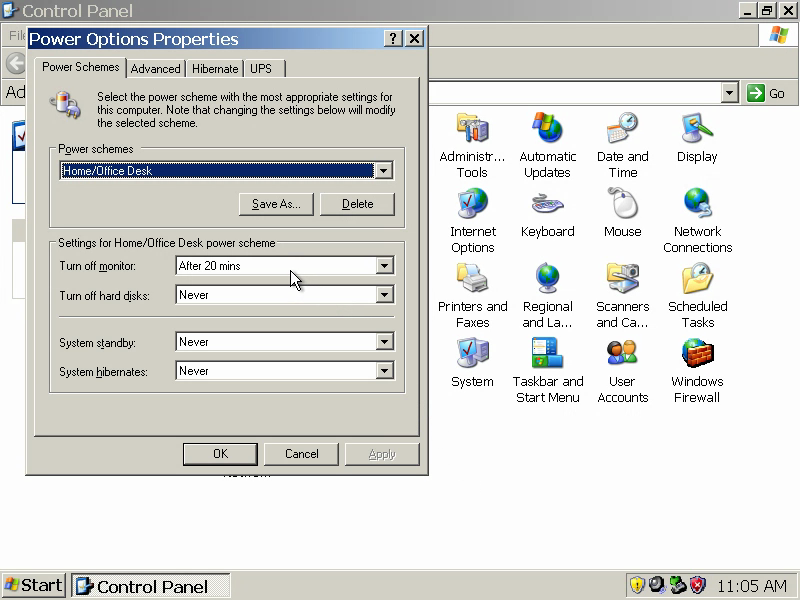 Control Panel
Fil
Power Options Properties
Ad
Go
Power Schemes
Advanced
Hibernate
UPS
Select the power scheme with the most appropriate settings for
this computer. Note that changing the settings below will modify
the selected scheme.
Power schemes
Home/Office Desk
Save As...
Delete
Settings for Home/Office Desk power scheme
Turn off monitor:
After 20 mins
Turn off hard disks:
Never
System standby:
Never
System hibernates:
Never
OK
Cancel
Apply
Administr...
Tools
Automatic
Updates
Date and
Time
Display
Internet
Options
Keyboard
Mouse
Network
Connections
Printers and
Faxes
Regional
and La...
Scanners
and Ca...
Scheduled
Tasks
System
Taskbar and
Start Menu
User
Accounts
Windows
Firewall
Start
Control Panel
11:05 AM